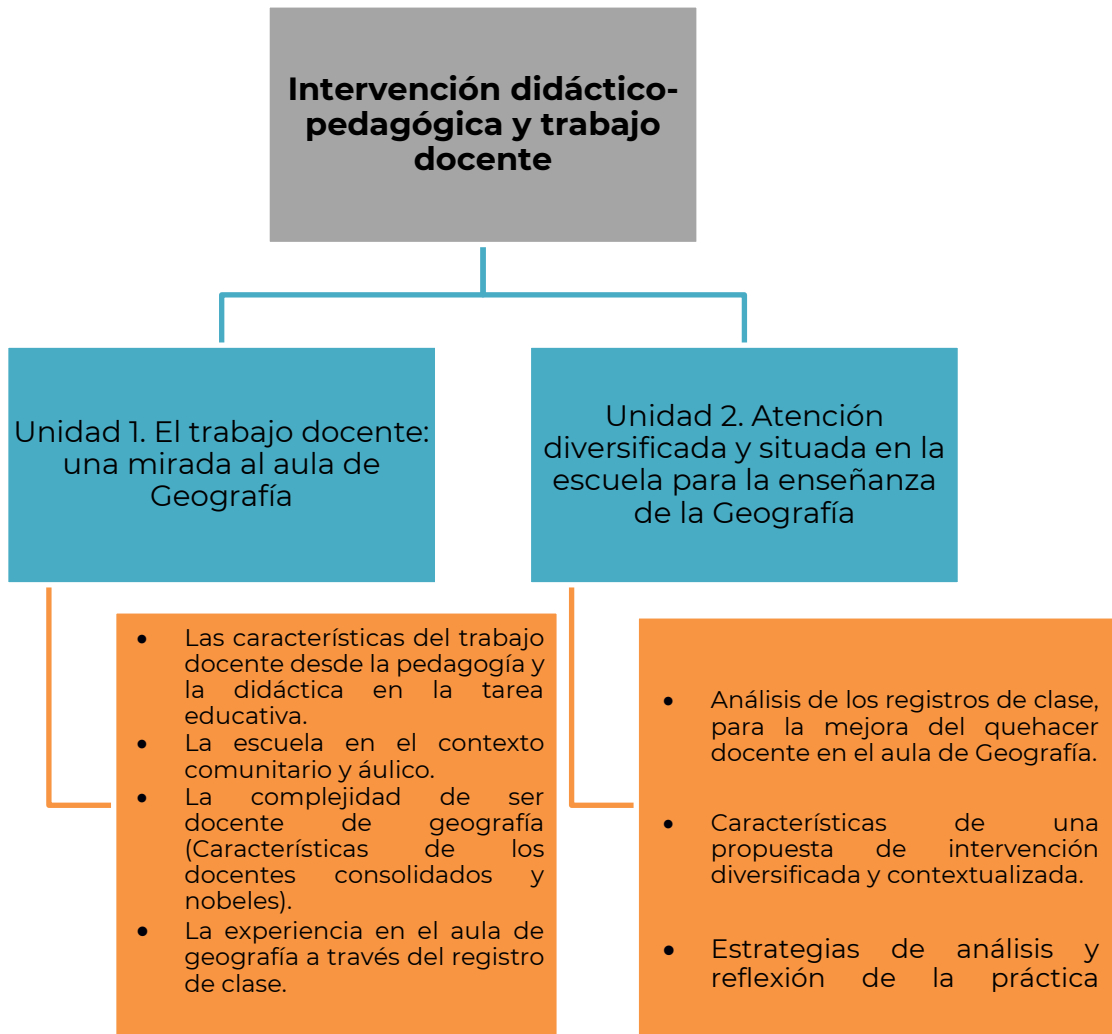 Intervención didáctico-
pedagógica y trabajo
docente
Unidad 1. El trabajo docente:
una mirada al aula de
Geografía
Unidad 2. Atención
diversificada y situada en la
escuela para la enseñanza
de la Geografía
• Las características del trabajo
docente desde la pedagogía y
la didáctica en la tarea
educativa.
• La escuela en el contexto
comunitario y áulico.
• La complejidad de ser
docente de geografía
(Características de los
docentes consolidados y
nobeles).
• La experiencia en el aula de
geografía a través del registro
de clase.
• Análisis de los registros de clase,
para la mejora del quehacer
docente en el aula de Geografía.
• Características de una
propuesta de intervención
diversificada y contextualizada.
• Estrategias de análisis y
reflexión de la práctica